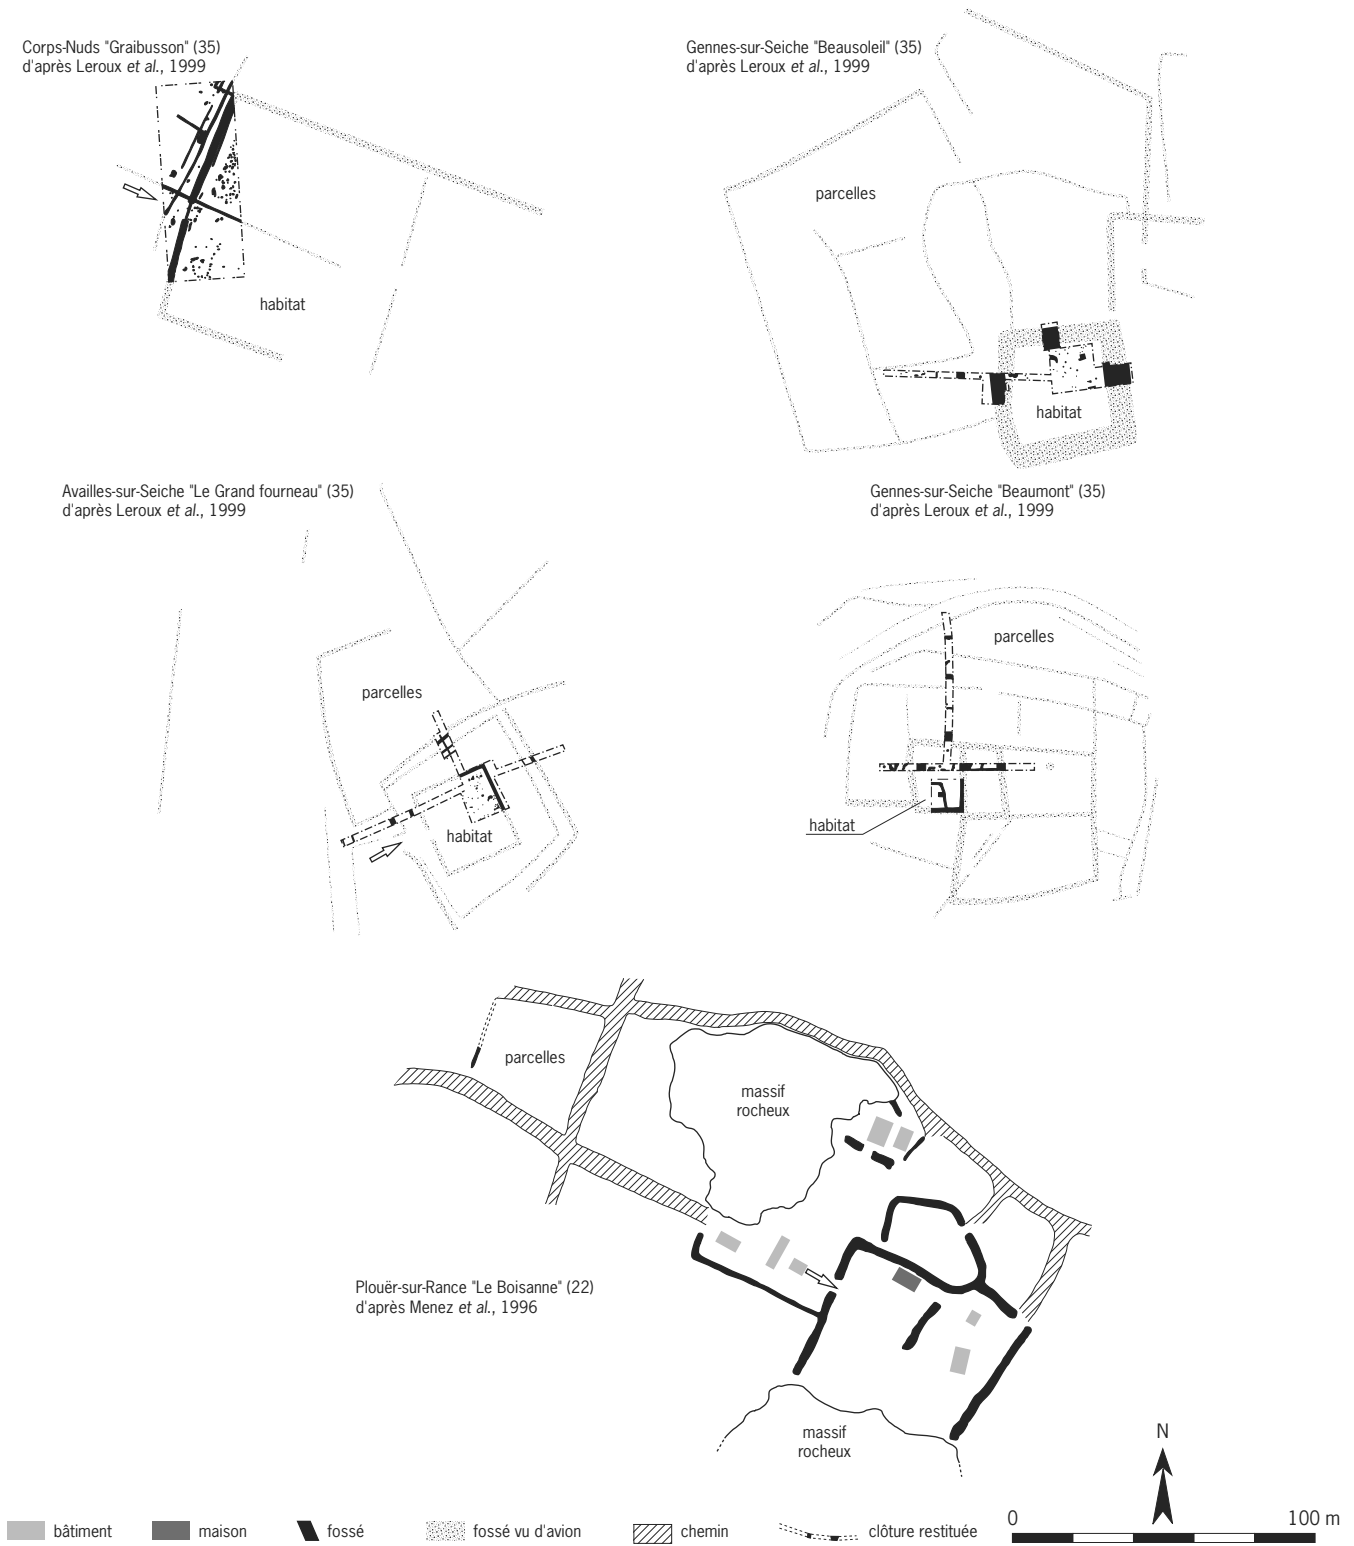 Corps-Nuds "Graibusson" (35)
d'après Leroux et al., 1999
habitat
Gennes-sur-Seiche "Beausoleil" (35)
d'après Leroux et al., 1999
parcelles
habitat
Availles-sur-Seiche "Le Grand fourneau" (35)
d'après Leroux et al., 1999
parcelles
habitat
Gennes-sur-Seiche "Beaumont" (35)
d'après Leroux et al., 1999
parcelles
habitat
parcelles
massif
rocheux
Plouër-sur-Rance "Le Boisanne" (22)
d'après Menez et al., 1996
massif
rocheux
N
0 100 m
bâtiment maison fossé fossé vu d'avion chemin clôture restituée